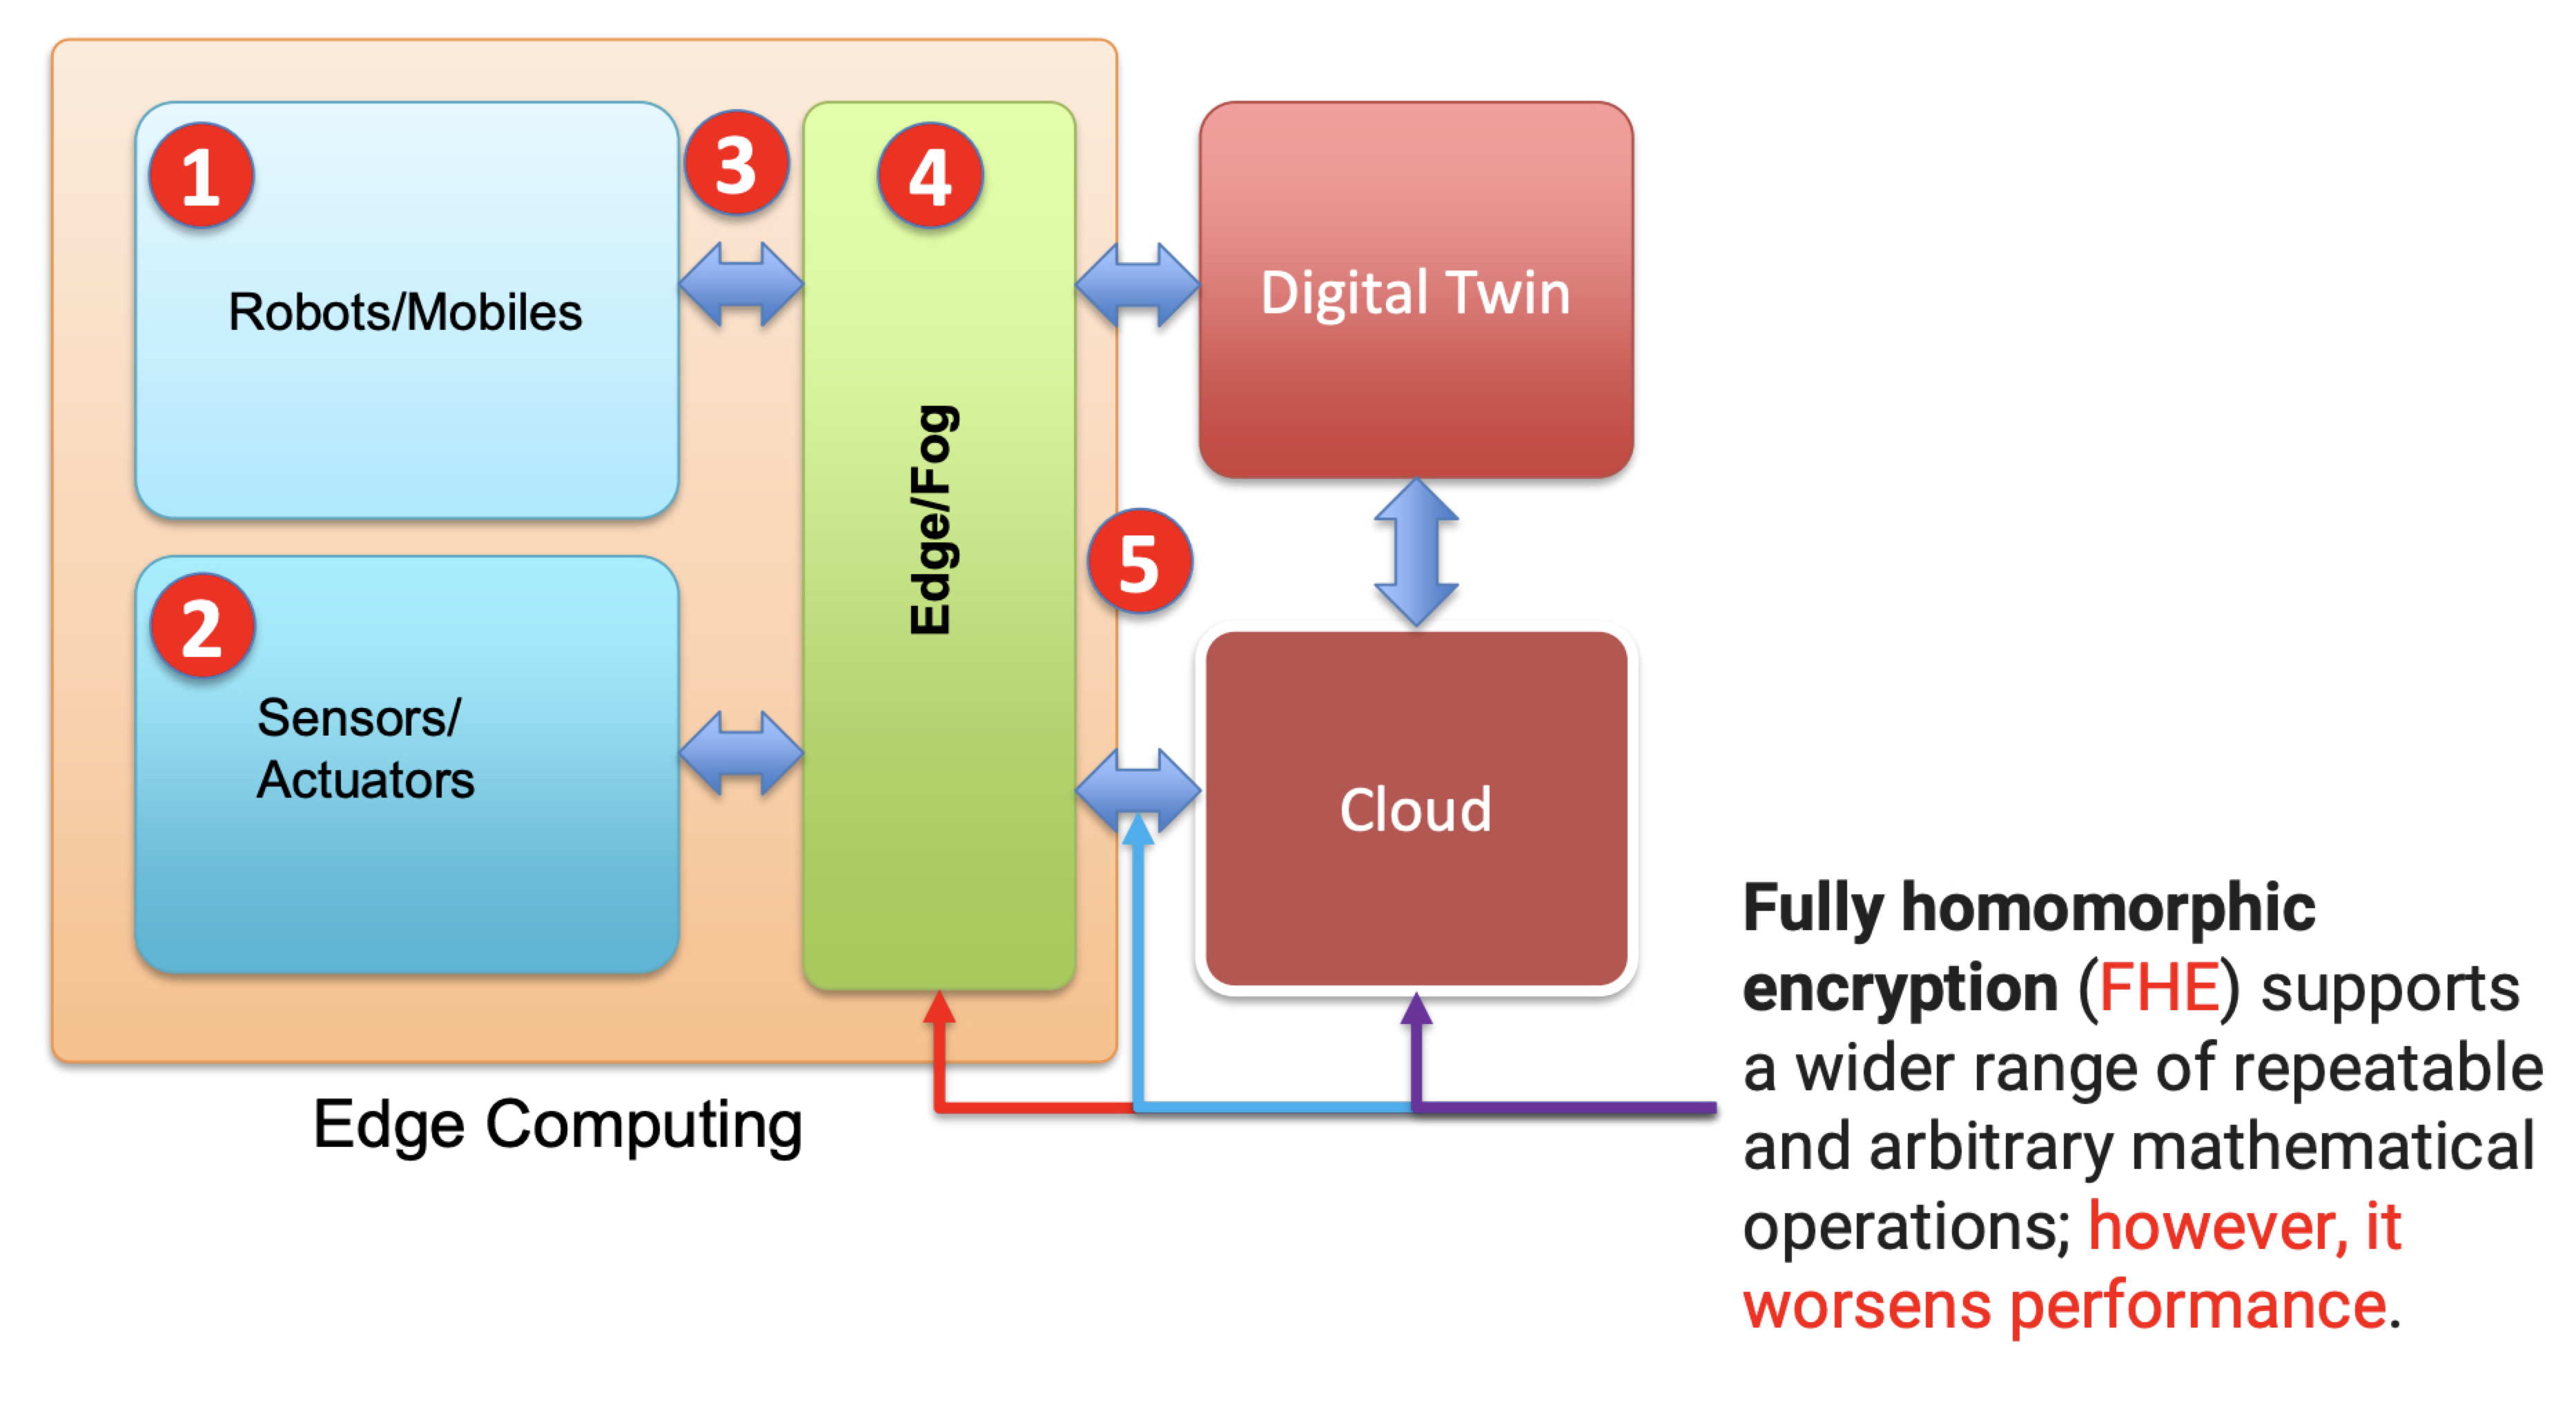 1
3
4
Robots/Mobiles
Digital Twin
Edge/Fog
5
2
Sensors/
Actuators
Cloud
Edge Computing
Fully homomorphic
encryption (FHE) supports
a wider range of repeatable
and arbitrary mathematical
operations; however, it
worsens performance.